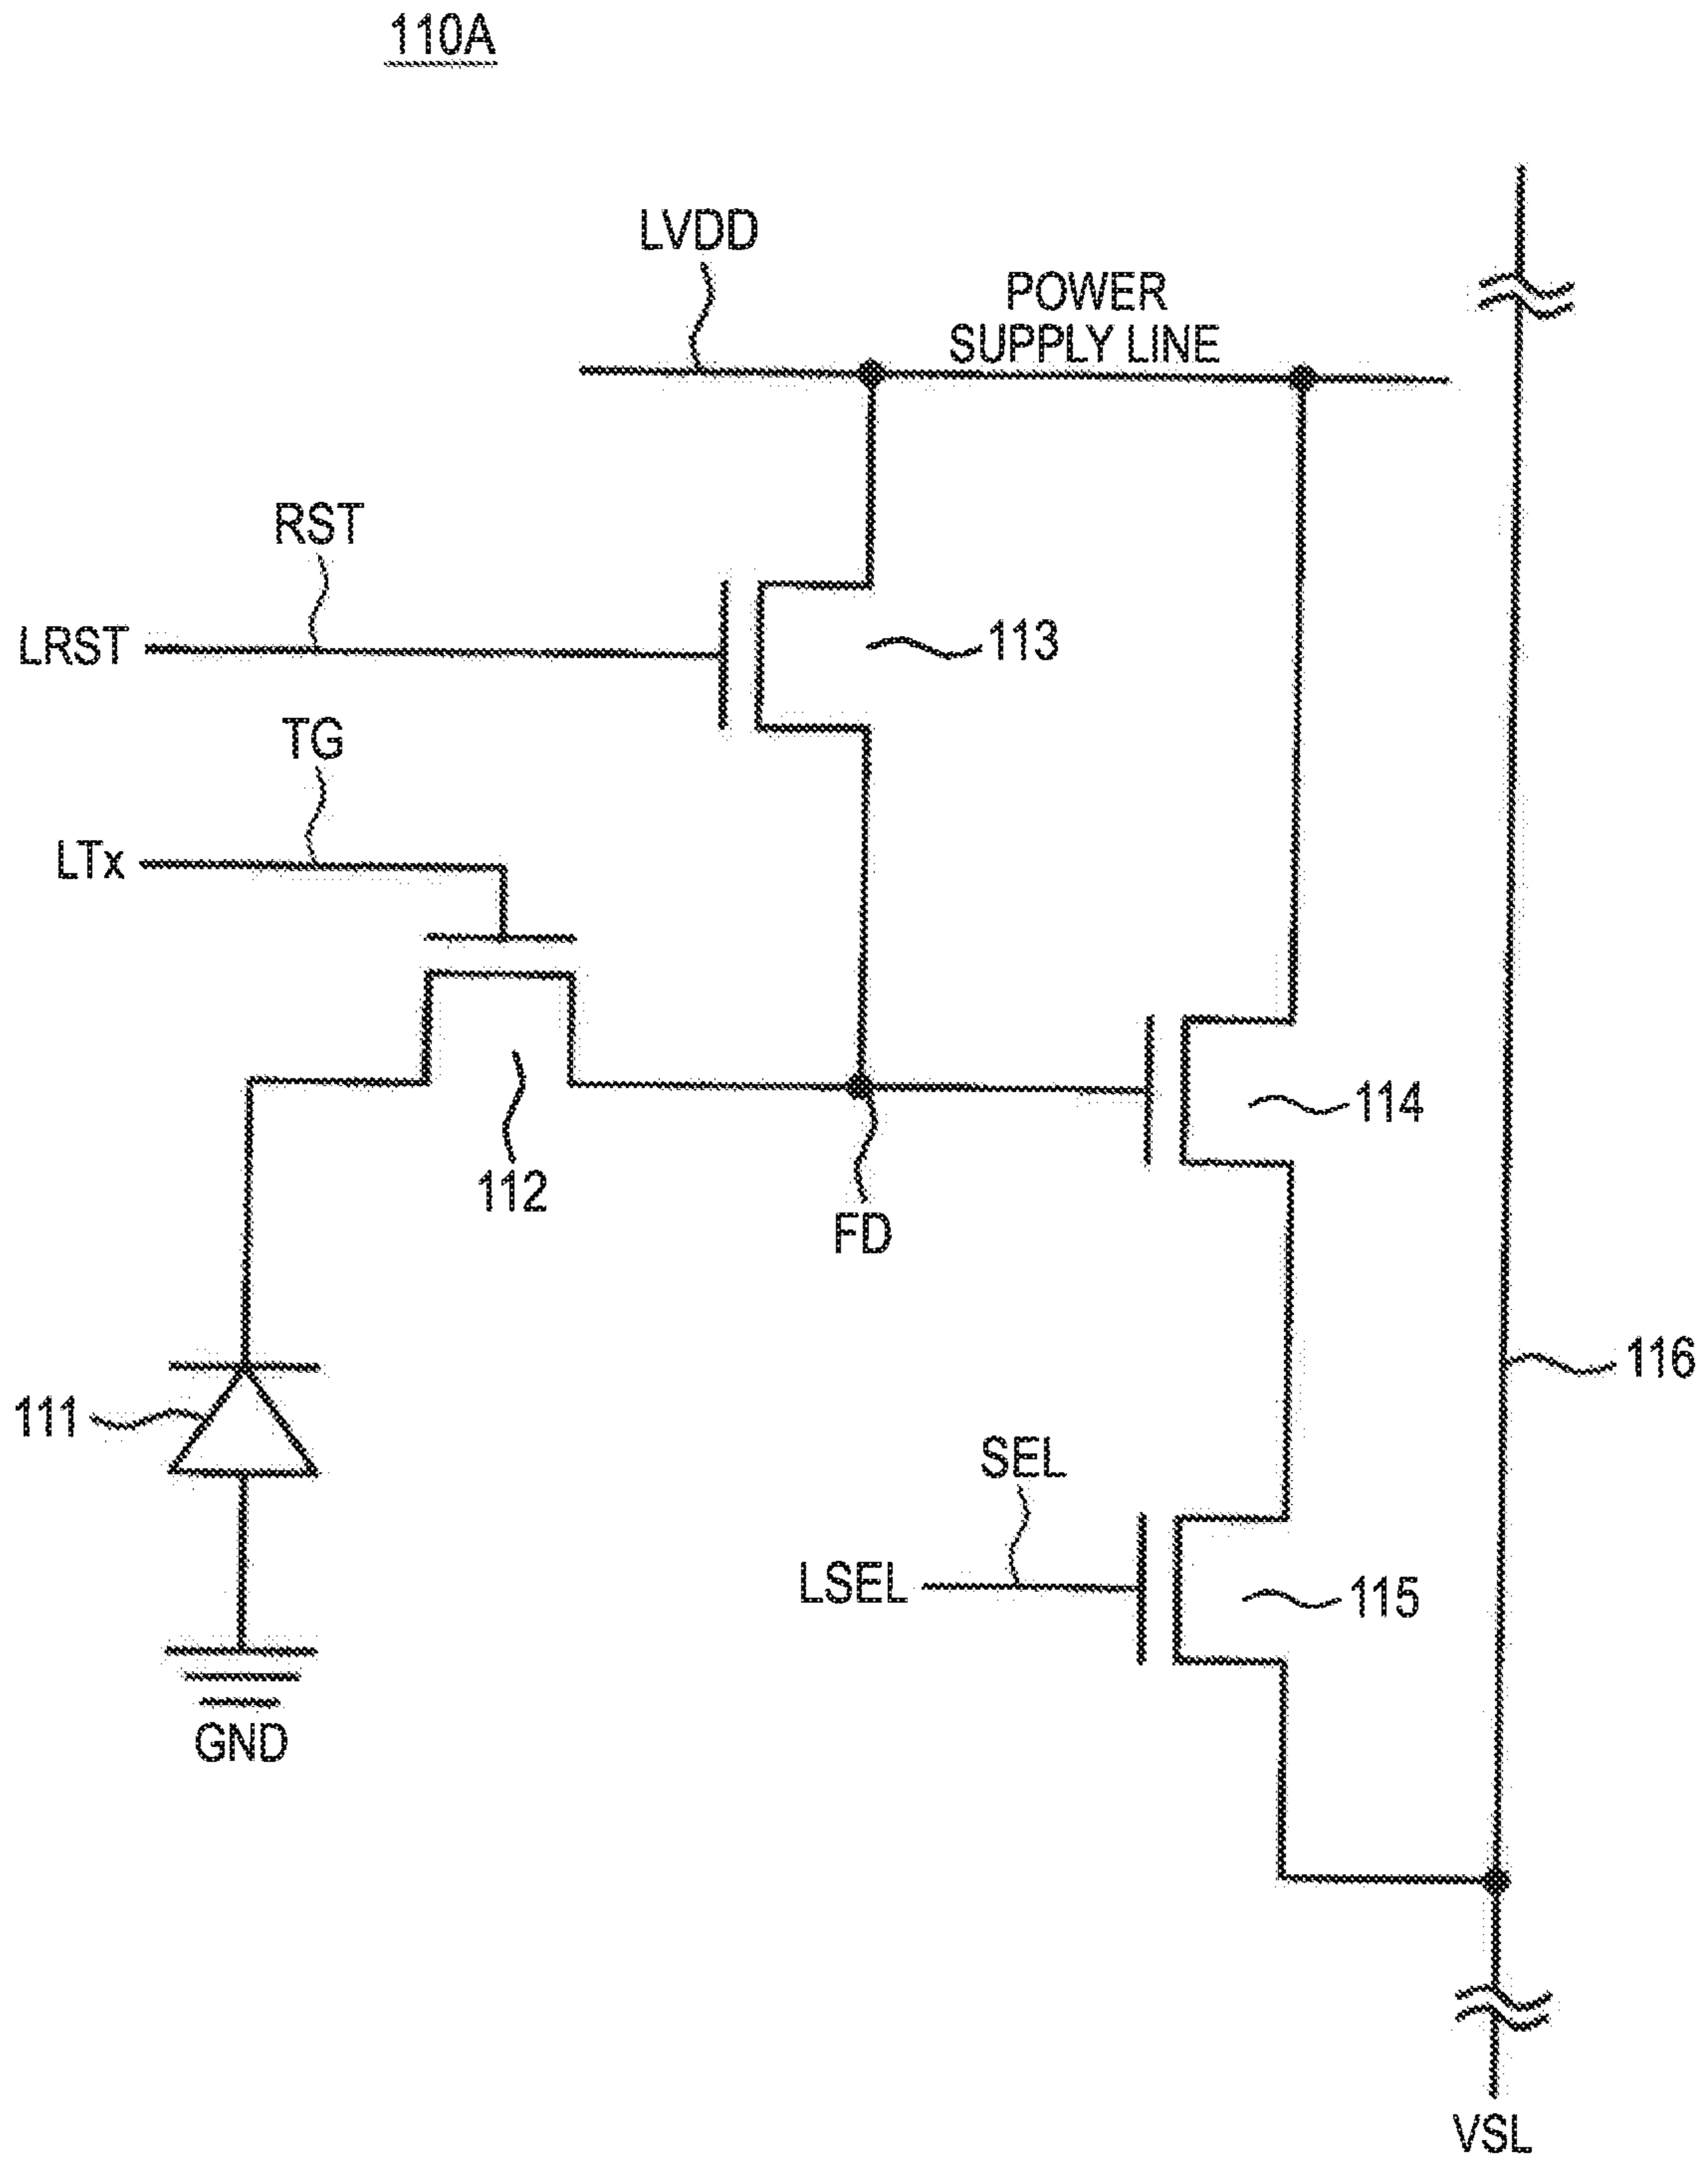 110A
LVDD
POWER
SUPPLY LINE
RST
LRST
113
TG
LTx
114
112
FD
116
111
SEL
LSEL
115
GND
VSL